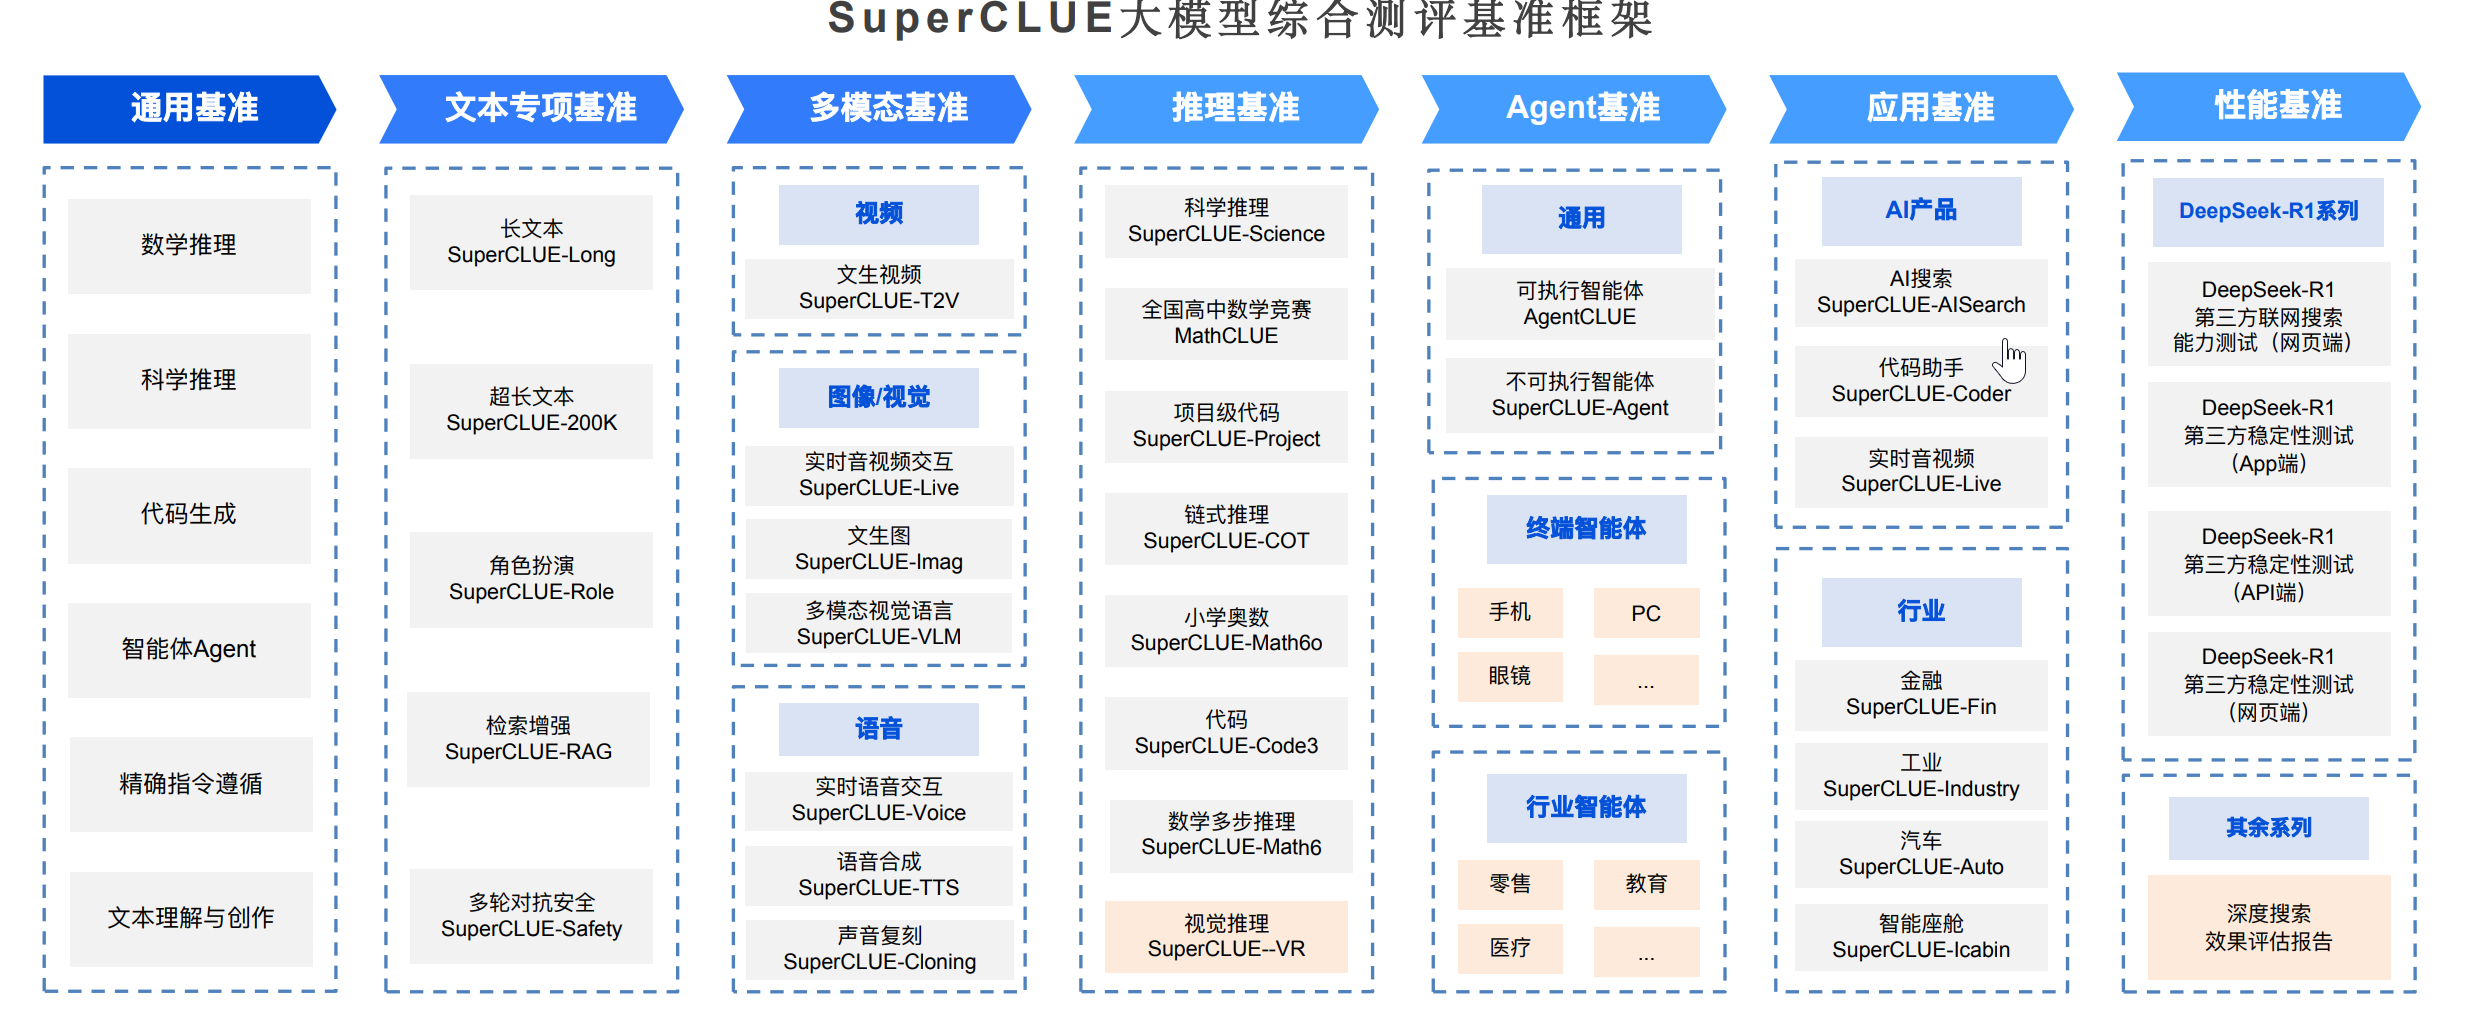 SuperCLUE大模型综合测评基准框架
通用基准
数学推理
科学推理
代码生成
智能体Agent
精确指令遵循
文本理解与创作
文本专项基准
长文本
SuperCLUE-Long
超长文本
SuperCLUE-200K
角色扮演
SuperCLUE-Role
检索增强
SuperCLUE-RAG
多轮对抗安全
SuperCLUE-Safety
多模态基准
视频
文生视频
SuperCLUE-T2V
图像/视觉
实时音视频交互
SuperCLUE-Live
文生图
SuperCLUE-Imag
多模态视觉语言
SuperCLUE-VLM
语音
实时语音交互
SuperCLUE-Voice
语音合成
SuperCLUE-TTS
声音复刻
SuperCLUE-Cloning
推理基准
科学推理
SuperCLUE-Science
全国高中数学竞赛
MathCLUE
项目级代码
SuperCLUE-Project
链式推理
SuperCLUE-COT
小学奥数
SuperCLUE-Math6o
代码
SuperCLUE-Code3
数学多步推理
SuperCLUE-Math6
视觉推理
SuperCLUE--VR
Agent基准
通用
可执行智能体
AgentCLUE
不可执行智能体
SuperCLUE-Agent
终端智能体
手机
PC
眼镜
...
行业智能体
零售
教育
医疗
...
应用基准
AI产品
AI搜索
SuperCLUE-AISearch
代码助手
SuperCLUE-Coder
实时音视频
SuperCLUE-Live
行业
金融
SuperCLUE-Fin
工业
SuperCLUE-Industry
汽车
SuperCLUE-Auto
智能座舱
SuperCLUE-Icabin
性能基准
DeepSeek-R1系列
DeepSeek-R1
第三方联网搜索
能力测试（网页端）
DeepSeek-R1
第三方稳定性测试
（App端）
DeepSeek-R1
第三方稳定性测试
（API端）
DeepSeek-R1
第三方稳定性测试
（网页端）
其余系列
深度搜索
效果评估报告